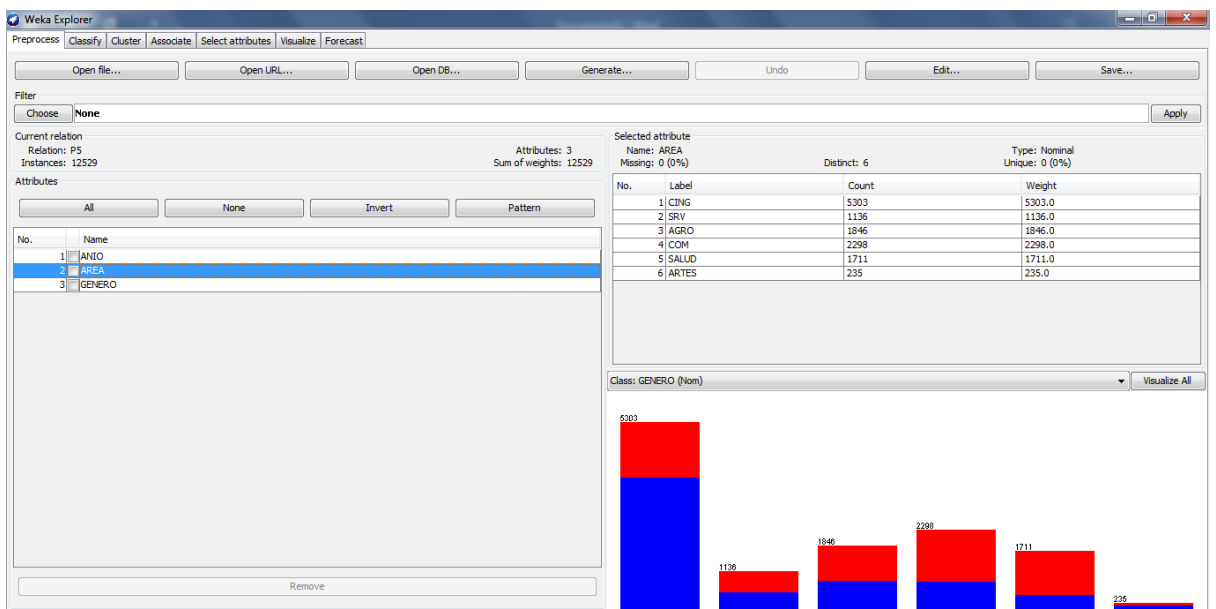 Weka Explorer
Preprocess Classify Cluster Associate Select attributes Visualize Forecast
Open file... Open URL... Open DB... Generate... Undo Edit... Save...
Filter
Choose None Apply
Current relation
Relation: P5 Attributes: 3
Instances: 12529 Sum of weights: 12529
Attributes
All None Invert Pattern
No. Name
1 ANIO
2 AREA
3 GENERO
Remove
Selected attribute
Name: AREA Type: Nominal
Missing: 0 (0%) Distinct: 6 Unique: 0 (0%)
No. Label Count Weight
1 CING 5303 5303.0
2 SRV 1136 1136.0
3 AGRO 1846 1846.0
4 COM 2298 2298.0
5 SALUD 1711 1711.0
6 ARTES 235 235.0
Class: GENERO (Nom) Visualize All
5303
1136
1846
2298
1711
235